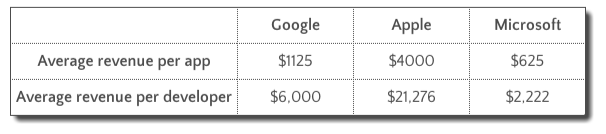 Google Apple Microsoft
Average revenue per app $1125 $4000 $625
Average revenue per developer $6,000 $21,276 $2,222